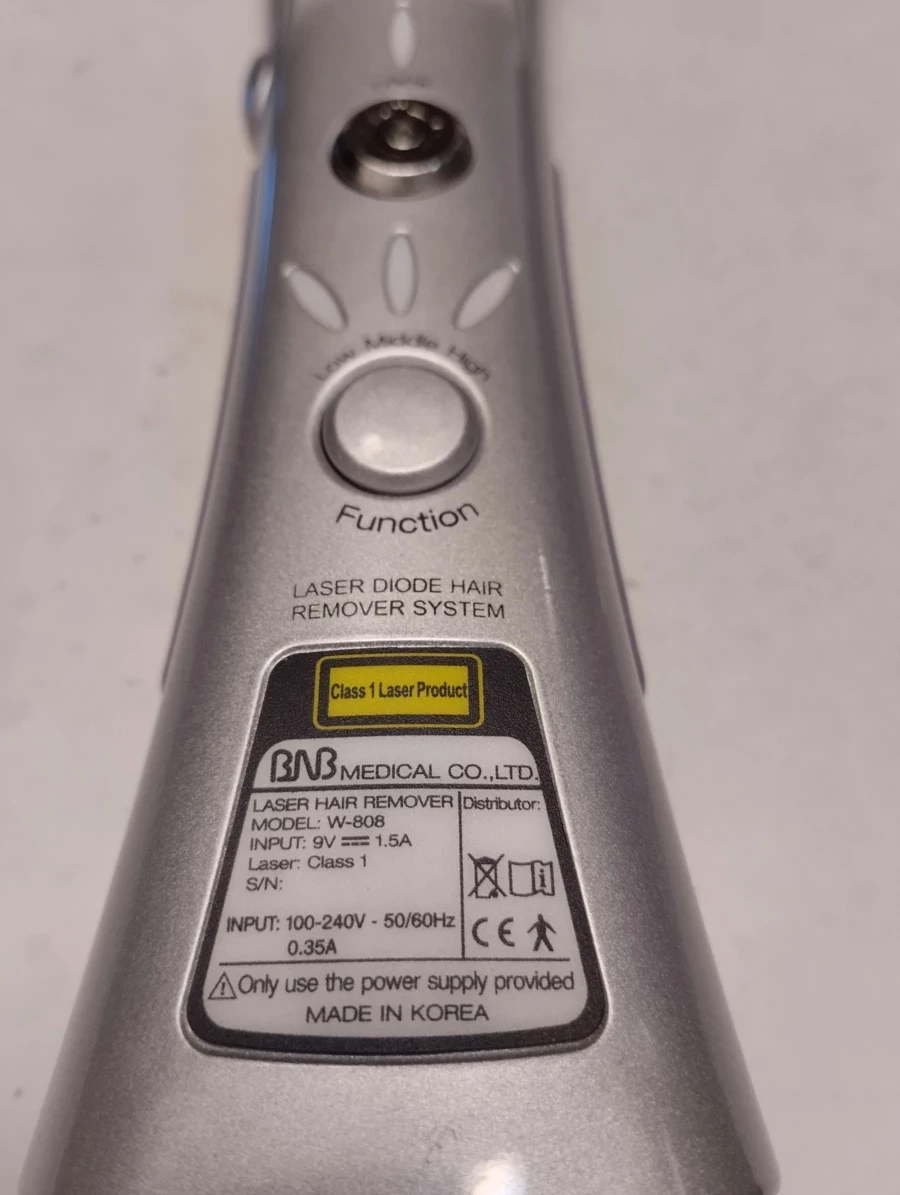 Low Middle High
Function
LASER DIODE HAIR
REMOVER SYSTEM
Class 1 Laser Product
BNB MEDICAL CO.,LTD.
LASER HAIR REMOVER
MODEL: W-808
INPUT: 9V ⎓ 1.5A
Laser: Class 1
S/N:
INPUT: 100-240V - 50/60Hz
0.35A
Distributor:
i
CE
⚠ Only use the power supply provided
MADE IN KOREA